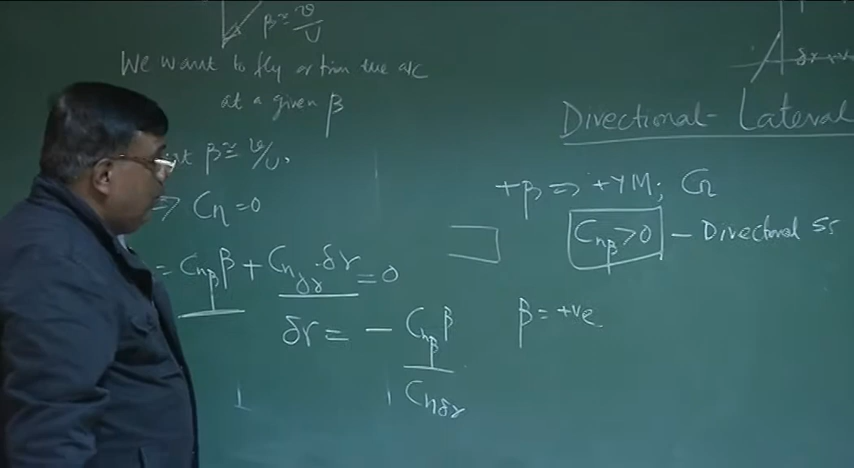 β ≅ v/U
We want to fly or trim the a/c
at a given β
β ≅ v/U,
⇒ Cn = 0
= Cnβ β + Cnδr · δr = 0
δr = − Cnβ β / Cnδr
δr
Directional- Lateral
+β ⇒ +YM; Cn
Cnβ > 0 — Directional SS
β = +ve